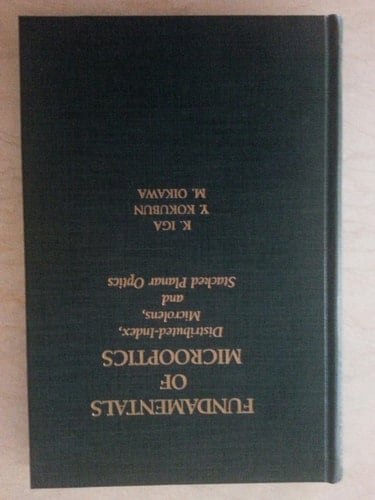 FUNDAMENTALS
OF
MICROOPTICS
Distributed-Index,
Microlens,
and
Stacked Planar Optics
K. IGA
Y. KOKUBUN
M. OIKAWA